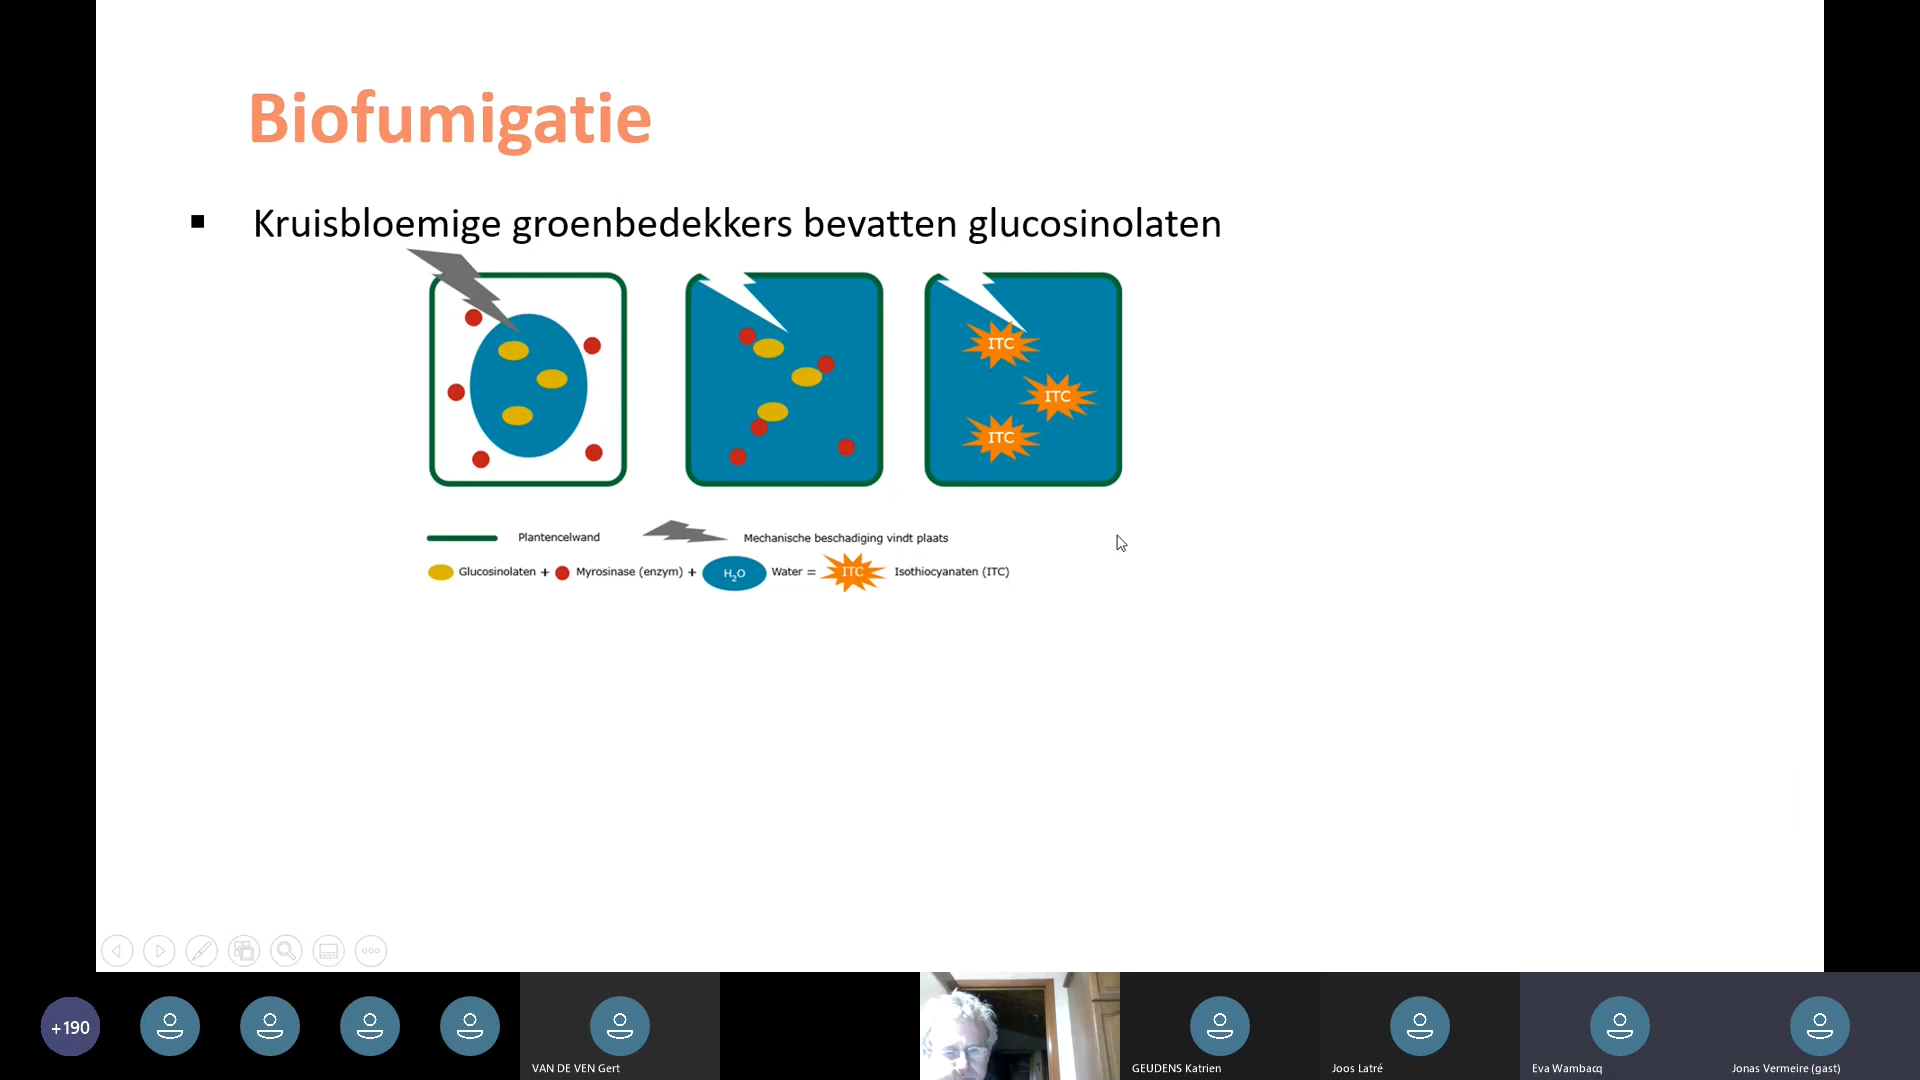 Biofumigatie
▪ Kruisbloemige groenbedekkers bevatten glucosinolaten
ITC
ITC
ITC
Plantencelwand
Mechanische beschadiging vindt plaats
Glucosinolaten + Myrosinase (enzym) + H₂O Water = ITC Isothiocyanaten (ITC)
+190
VAN DE VEN Gert
GEUDENS Katrien
Joos Latré
Eva Wambacq
Jonas Vermeire (gast)